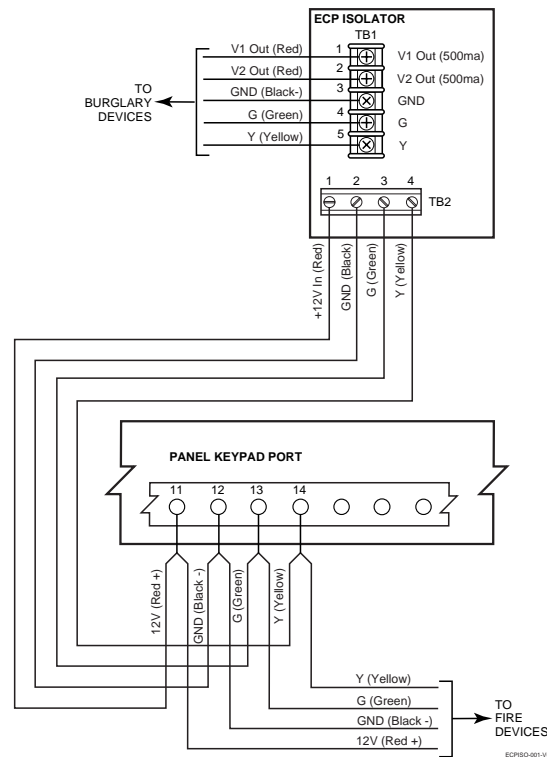 ECP ISOLATOR
TB1
V1 Out (Red) 1 V1 Out (500ma)
V2 Out (Red) 2 V2 Out (500ma)
GND (Black-) 3 GND
G (Green) 4 G
Y (Yellow) 5 Y
TO
BURGLARY
DEVICES
1 2 3 4
TB2
+12V In (Red)
GND (Black)
G (Green)
Y (Yellow)
PANEL KEYPAD PORT
11 12 13 14
12V (Red +)
GND (Black -)
G (Green)
Y (Yellow)
Y (Yellow)
G (Green)
GND (Black -)
12V (Red +)
TO
FIRE
DEVICES